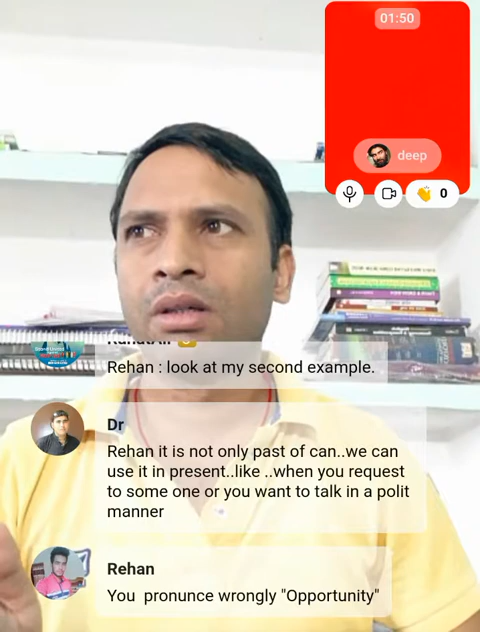 01:50
deep
0
Rehan : look at my second example.
Dr
Rehan it is not only past of can..we can
use it in present..like ..when you request
to some one or you want to talk in a polit
manner
Rehan
You pronunce wrongly "Opportunity"